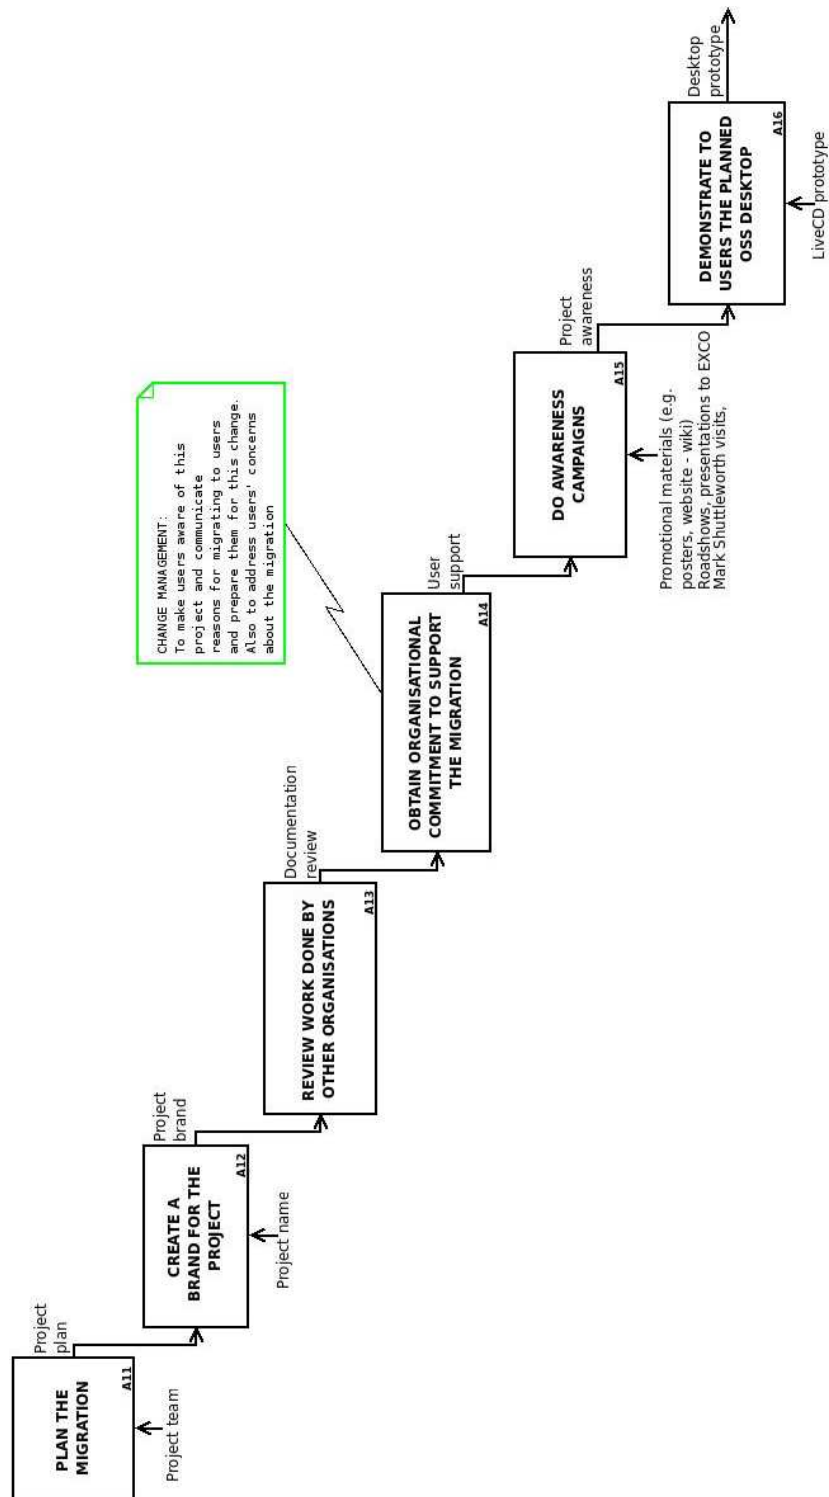 PLAN THE
MIGRATION
A11
Project team
Project
plan
CREATE A
BRAND FOR THE
PROJECT
A12
Project name
Project
brand
REVIEW WORK DONE BY
OTHER ORGANISATIONS
A13
Documentation
review
OBTAIN ORGANISATIONAL
COMMITMENT TO SUPPORT
THE MIGRATION
A14
CHANGE MANAGEMENT:
To make users aware of this
project and communicate
reasons for migrating to users
and prepare them for this change.
Also to address users' concerns
about the migration
User
support
DO AWARENESS
CAMPAIGNS
A15
Promotional materials (e.g.
posters, website - wiki)
Roadshows, presentations to EXCO
Mark Shuttleworth visits,
Project
awareness
DEMONSTRATE TO
USERS THE PLANNED
OSS DESKTOP
A16
LiveCD prototype
Desktop
prototype